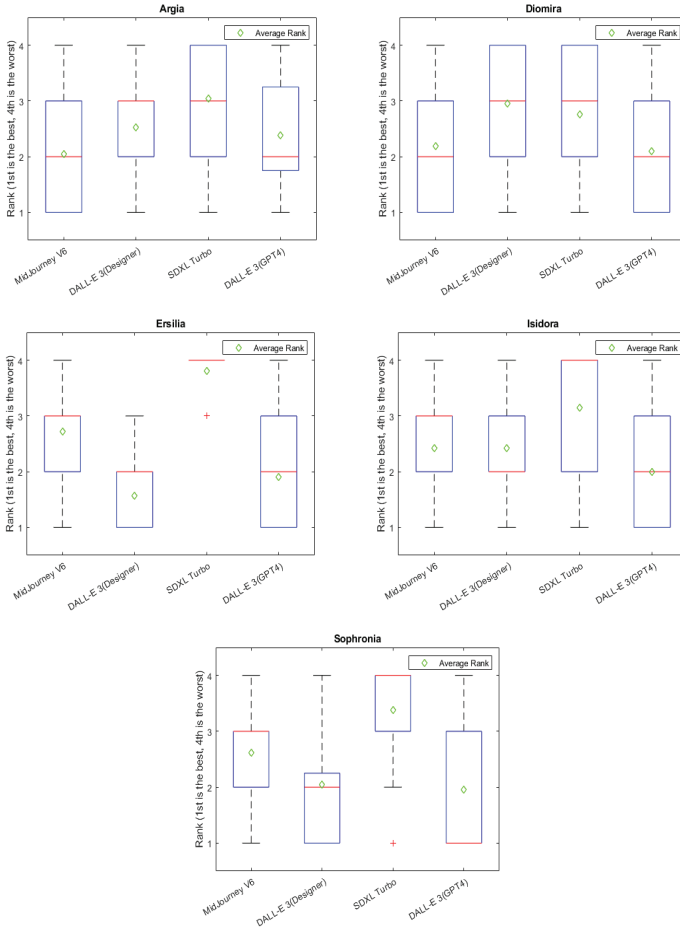 Argia
Average Rank
Rank (1st is the best, 4th is the worst)
4
3
2
1
MidJourney V6
DALL-E 3(Designer)
SDXL Turbo
DALL-E 3(GPT4)
Diomira
Average Rank
Rank (1st is the best, 4th is the worst)
4
3
2
1
MidJourney V6
DALL-E 3(Designer)
SDXL Turbo
DALL-E 3(GPT4)
Ersilia
Average Rank
Rank (1st is the best, 4th is the worst)
4
3
2
1
MidJourney V6
DALL-E 3(Designer)
SDXL Turbo
DALL-E 3(GPT4)
Isidora
Average Rank
Rank (1st is the best, 4th is the worst)
4
3
2
1
MidJourney V6
DALL-E 3(Designer)
SDXL Turbo
DALL-E 3(GPT4)
Sophronia
Average Rank
Rank (1st is the best, 4th is the worst)
4
3
2
1
MidJourney V6
DALL-E 3(Designer)
SDXL Turbo
DALL-E 3(GPT4)